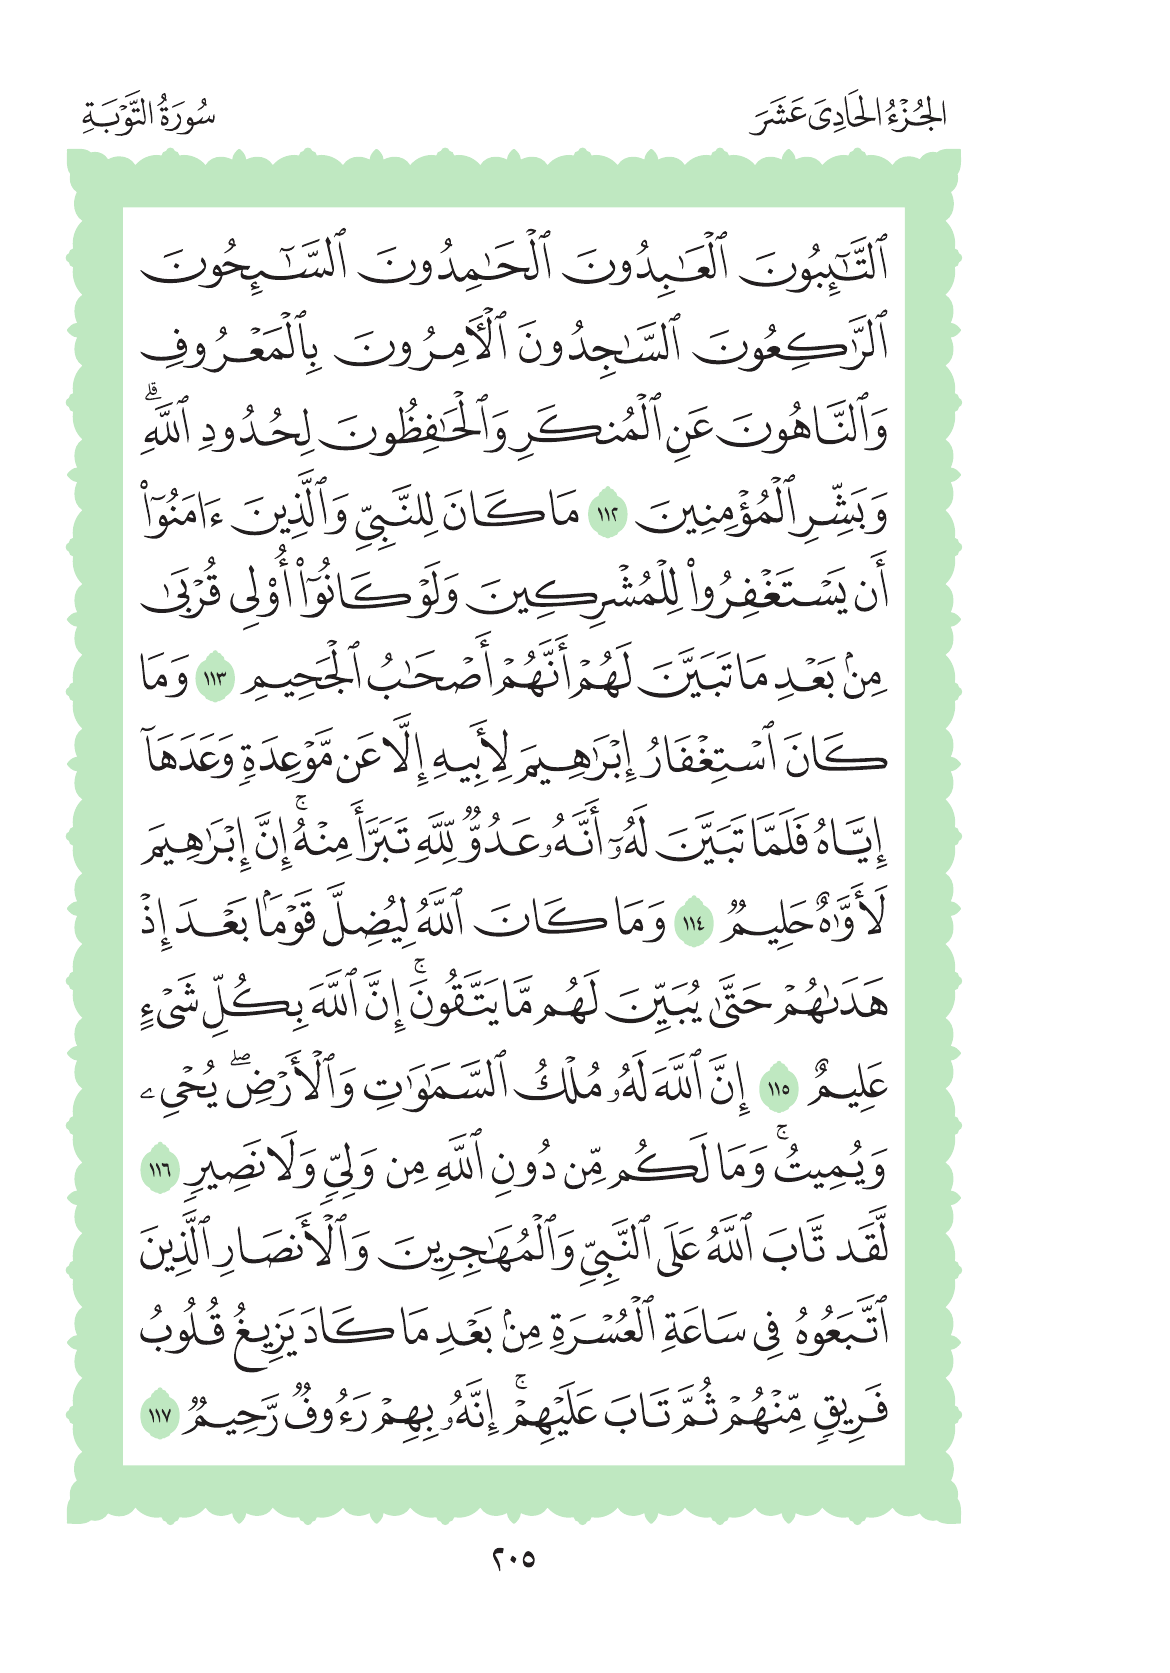 الجُزْءُ الحَادِيَ عَشَرَ
سُورَةُ التَّوْبَةِ
ٱلتَّـٰٓئِبُونَ ٱلْعَـٰبِدُونَ ٱلْحَـٰمِدُونَ ٱلسَّـٰٓئِحُونَ
ٱلرَّٰكِعُونَ ٱلسَّـٰجِدُونَ ٱلْـَٔامِرُونَ بِٱلْمَعْرُوفِ
وَٱلنَّاهُونَ عَنِ ٱلْمُنكَرِ وَٱلْحَـٰفِظُونَ لِحُدُودِ ٱللَّهِۗ
وَبَشِّرِ ٱلْمُؤْمِنِينَ ١١٢ مَا كَانَ لِلنَّبِيِّ وَٱلَّذِينَ ءَامَنُوٓا۟
أَن يَسْتَغْفِرُوا۟ لِلْمُشْرِكِينَ وَلَوْ كَانُوٓا۟ أُو۟لِى قُرْبَىٰ
مِنۢ بَعْدِ مَا تَبَيَّنَ لَهُمْ أَنَّهُمْ أَصْحَـٰبُ ٱلْجَحِيمِ ١١٣ وَمَا
كَانَ ٱسْتِغْفَارُ إِبْرَٰهِيمَ لِأَبِيهِ إِلَّا عَن مَّوْعِدَةٍ وَعَدَهَآ
إِيَّاهُ فَلَمَّا تَبَيَّنَ لَهُۥٓ أَنَّهُۥ عَدُوٌّ لِّلَّهِ تَبَرَّأَ مِنْهُۚ إِنَّ إِبْرَٰهِيمَ
لَأَوَّٰهٌ حَلِيمٌ ١١٤ وَمَا كَانَ ٱللَّهُ لِيُضِلَّ قَوْمًۢا بَعْدَ إِذْ
هَدَىٰهُمْ حَتَّىٰ يُبَيِّنَ لَهُم مَّا يَتَّقُونَۚ إِنَّ ٱللَّهَ بِكُلِّ شَىْءٍ
عَلِيمٌ ١١٥ إِنَّ ٱللَّهَ لَهُۥ مُلْكُ ٱلسَّمَـٰوَٰتِ وَٱلْأَرْضِۖ يُحْىِۦ
وَيُمِيتُۚ وَمَا لَكُم مِّن دُونِ ٱللَّهِ مِن وَلِىٍّ وَلَا نَصِيرٍ ١١٦
لَّقَد تَّابَ ٱللَّهُ عَلَى ٱلنَّبِىِّ وَٱلْمُهَـٰجِرِينَ وَٱلْأَنصَارِ ٱلَّذِينَ
ٱتَّبَعُوهُ فِى سَاعَةِ ٱلْعُسْرَةِ مِنۢ بَعْدِ مَا كَادَ يَزِيغُ قُلُوبُ
فَرِيقٍ مِّنْهُمْ ثُمَّ تَابَ عَلَيْهِمْۚ إِنَّهُۥ بِهِمْ رَءُوفٌ رَّحِيمٌ ١١٧
٢٠٥